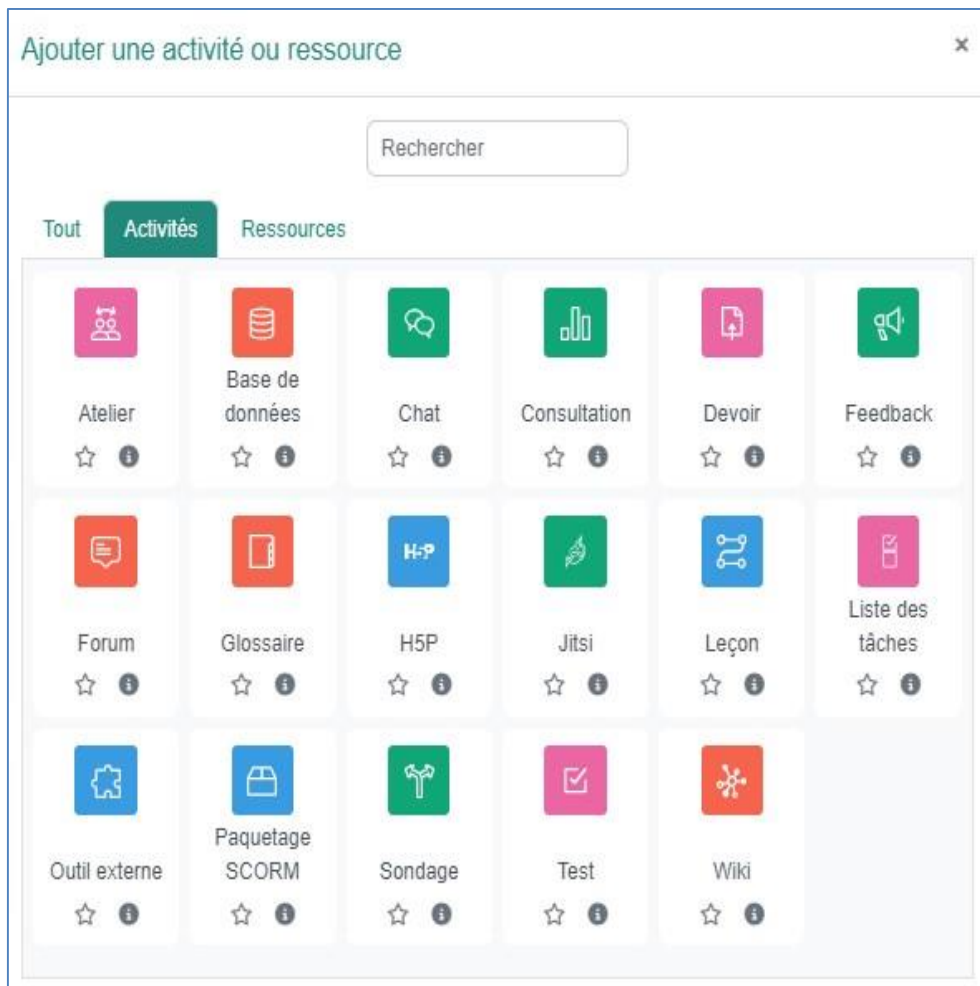 Ajouter une activité ou ressource
×
Rechercher
Tout Activités Ressources
Atelier
Base de
données
Chat
Consultation
Devoir
Feedback
Forum
Glossaire
H5P
H5P
Jitsi
Leçon
Liste des
tâches
Outil externe
Paquetage
SCORM
Sondage
Test
Wiki